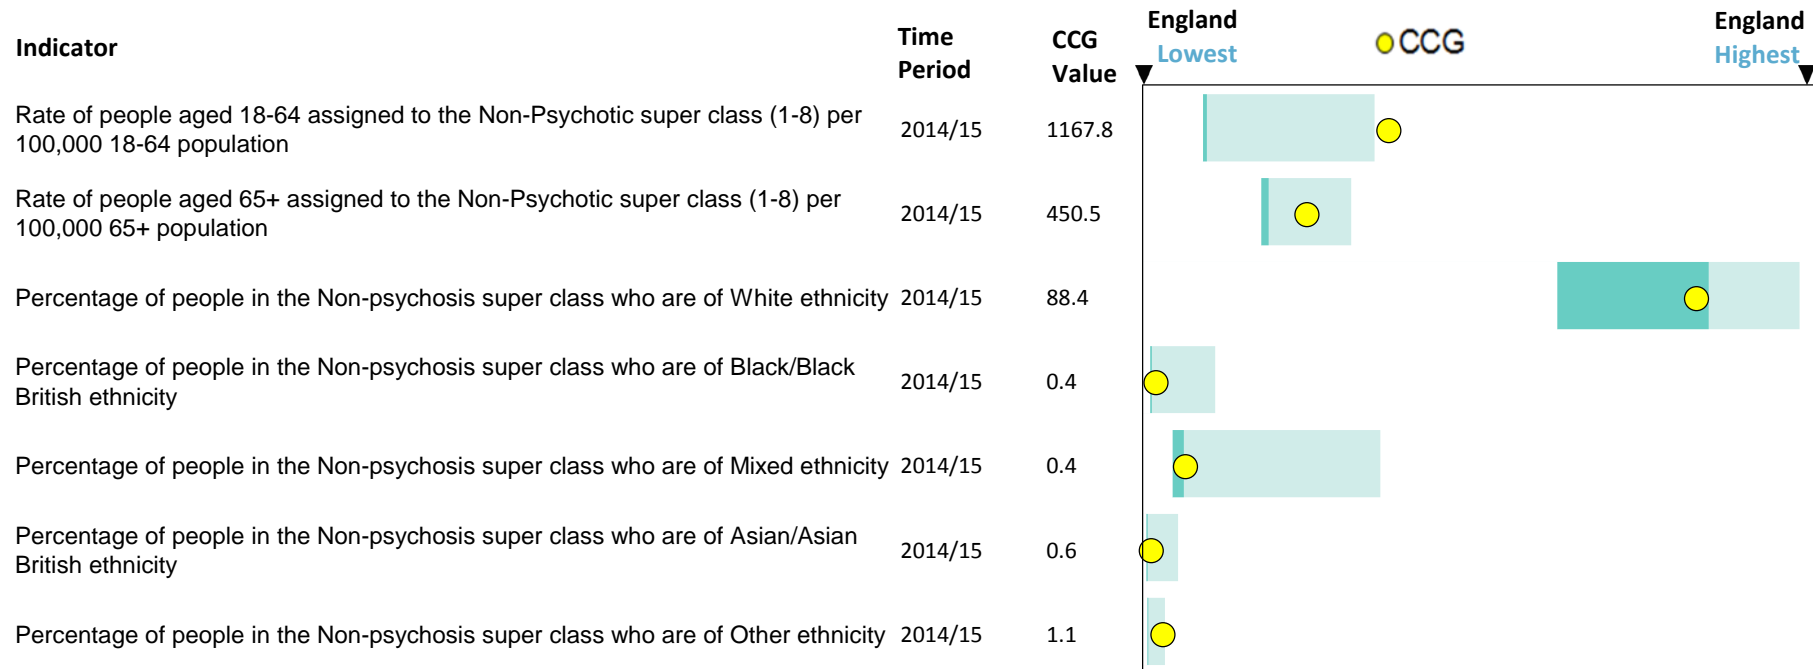 Indicator
Time
Period
CCG
Value
England
Lowest
CCG
England
Highest
Rate of people aged 18-64 assigned to the Non-Psychotic super class (1-8) per
100,000 18-64 population
2014/15
1167.8
Rate of people aged 65+ assigned to the Non-Psychotic super class (1-8) per
100,000 65+ population
2014/15
450.5
Percentage of people in the Non-psychosis super class who are of White ethnicity
2014/15
88.4
Percentage of people in the Non-psychosis super class who are of Black/Black
British ethnicity
2014/15
0.4
Percentage of people in the Non-psychosis super class who are of Mixed ethnicity
2014/15
0.4
Percentage of people in the Non-psychosis super class who are of Asian/Asian
British ethnicity
2014/15
0.6
Percentage of people in the Non-psychosis super class who are of Other ethnicity
2014/15
1.1